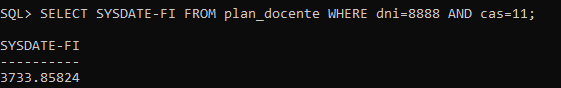 SQL> SELECT SYSDATE-FI FROM plan_docente WHERE dni=8888 AND cas=11;
SYSDATE-FI
----------
3733.85824